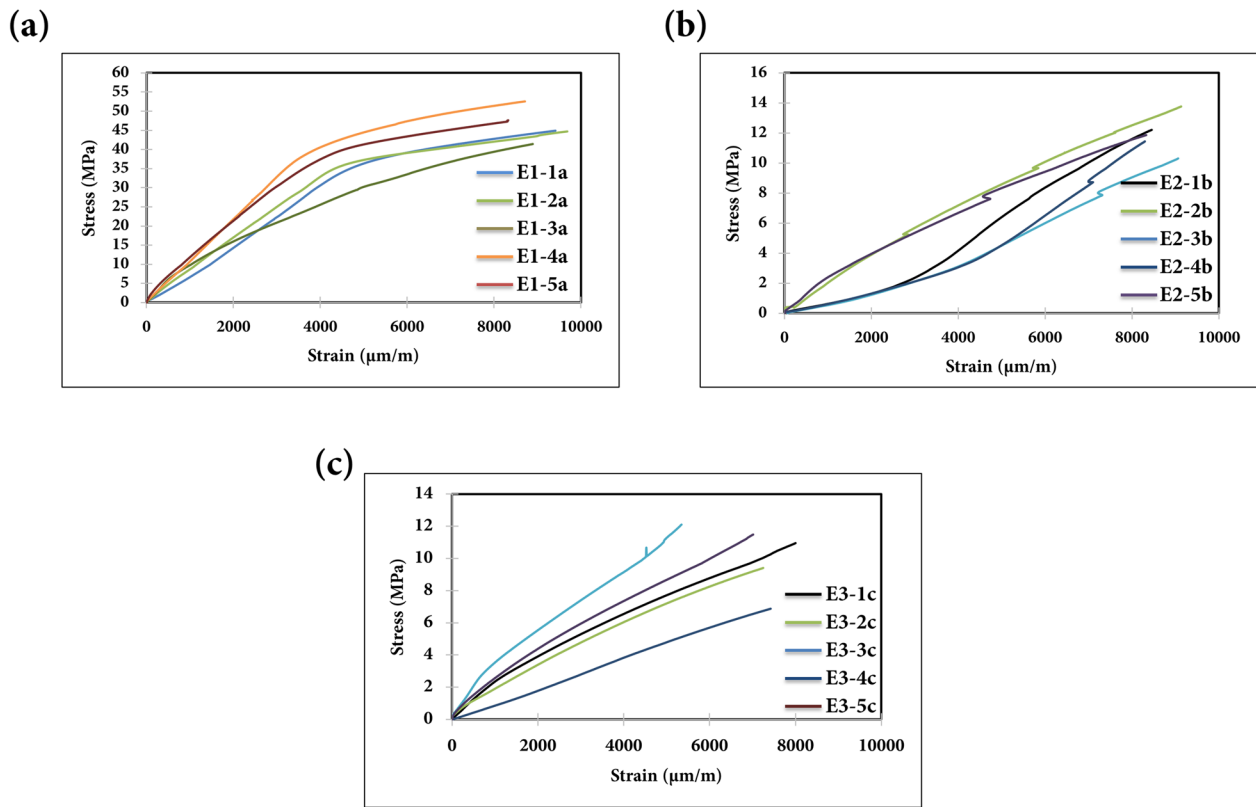 (a)
60
55
50
45
40
35
30
25
20
15
10
5
0
Stress (MPa)
0 2000 4000 6000 8000 10000
Strain (μm/m)
E1-1a
E1-2a
E1-3a
E1-4a
E1-5a
(b)
16
14
12
10
8
6
4
2
0
Stress (MPa)
0 2000 4000 6000 8000 10000
Strain (μm/m)
E2-1b
E2-2b
E2-3b
E2-4b
E2-5b
(c)
14
12
10
8
6
4
2
0
Stress (MPa)
0 2000 4000 6000 8000 10000
Strain (μm/m)
E3-1c
E3-2c
E3-3c
E3-4c
E3-5c